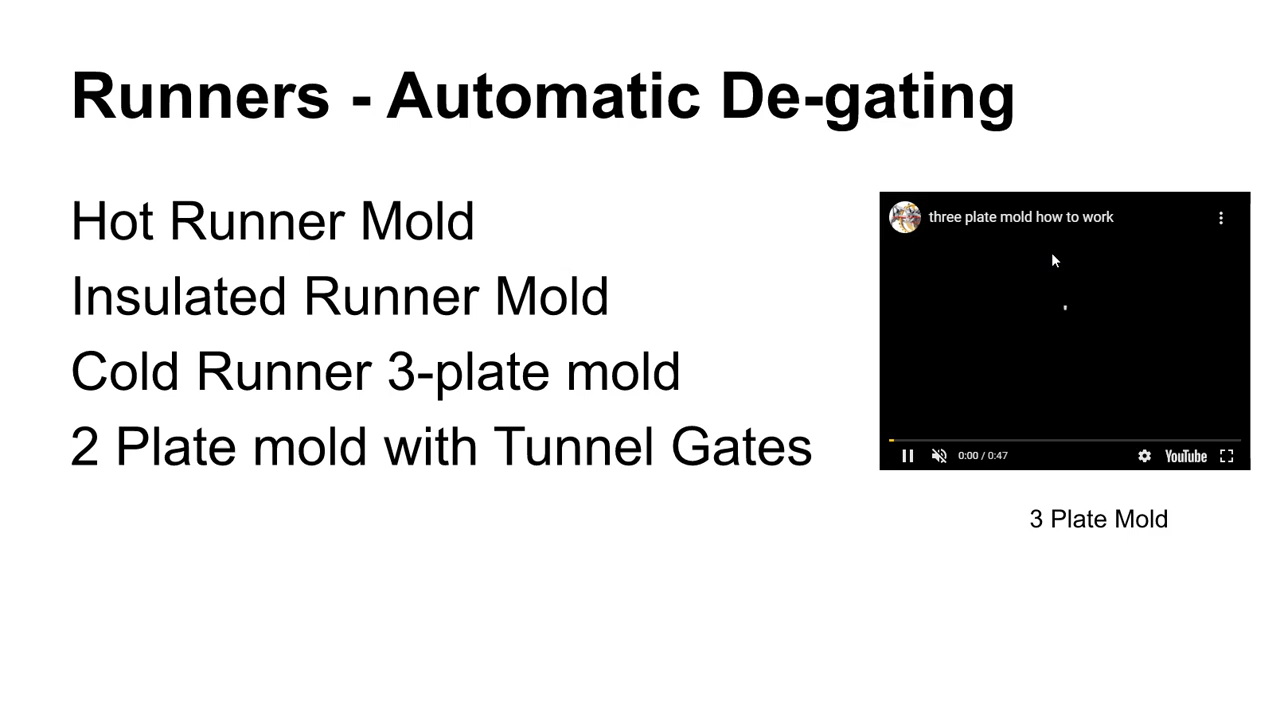 Runners - Automatic De-gating
Hot Runner Mold
Insulated Runner Mold
Cold Runner 3-plate mold
2 Plate mold with Tunnel Gates
three plate mold how to work
0:00 / 0:47
YouTube
3 Plate Mold